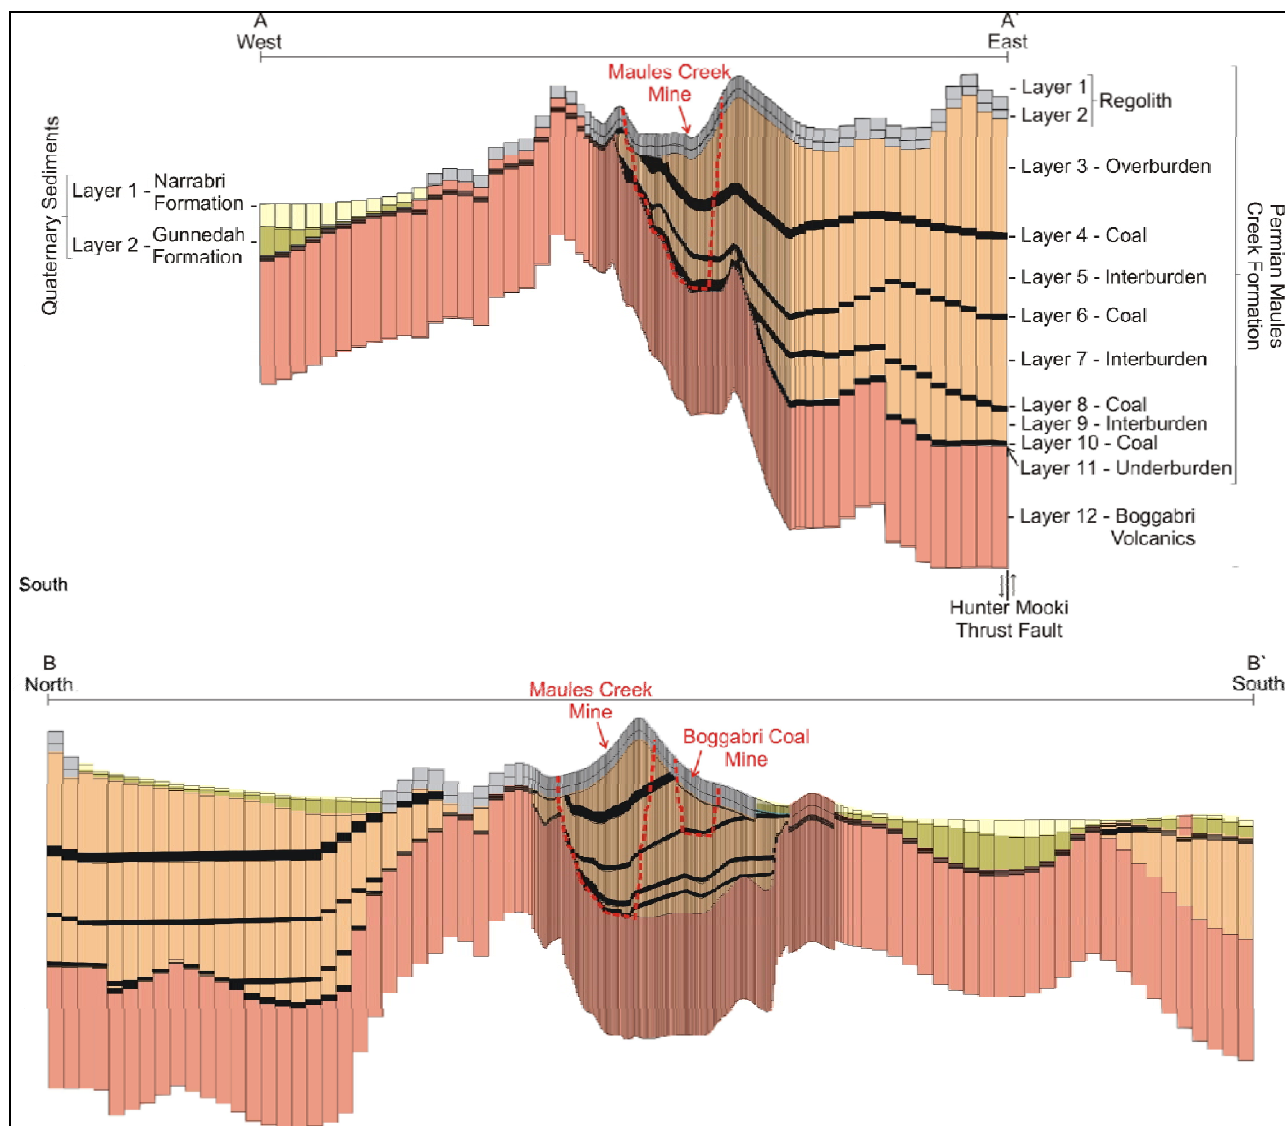 A
West
A`
East
Maules Creek
Mine
Layer 1
Layer 2
Regolith
Layer 3 - Overburden
Layer 4 - Coal
Layer 5 - Interburden
Layer 6 - Coal
Layer 7 - Interburden
Layer 8 - Coal
Layer 9 - Interburden
Layer 10 - Coal
Layer 11 - Underburden
Layer 12 - Boggabri
Volcanics
Permian Maules
Creek Formation
Quaternary Sediments
Layer 1 - Narrabri
Formation
Layer 2 - Gunnedah
Formation
South
Hunter Mooki
Thrust Fault
B
North
B`
South
Maules Creek
Mine
Boggabri Coal
Mine